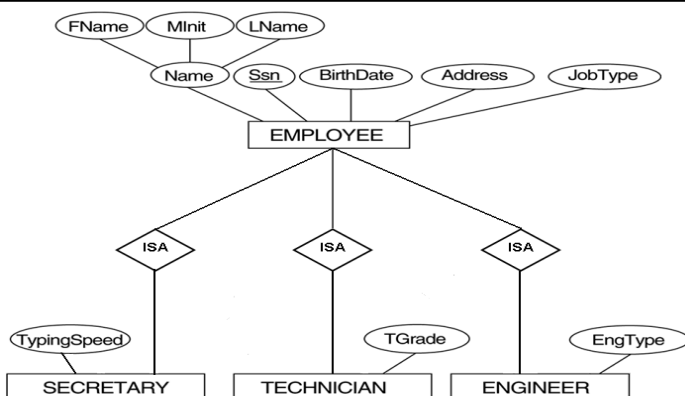 FName MInit LName
Name Ssn BirthDate Address JobType
EMPLOYEE
ISA ISA ISA
TypingSpeed TGrade EngType
SECRETARY TECHNICIAN ENGINEER